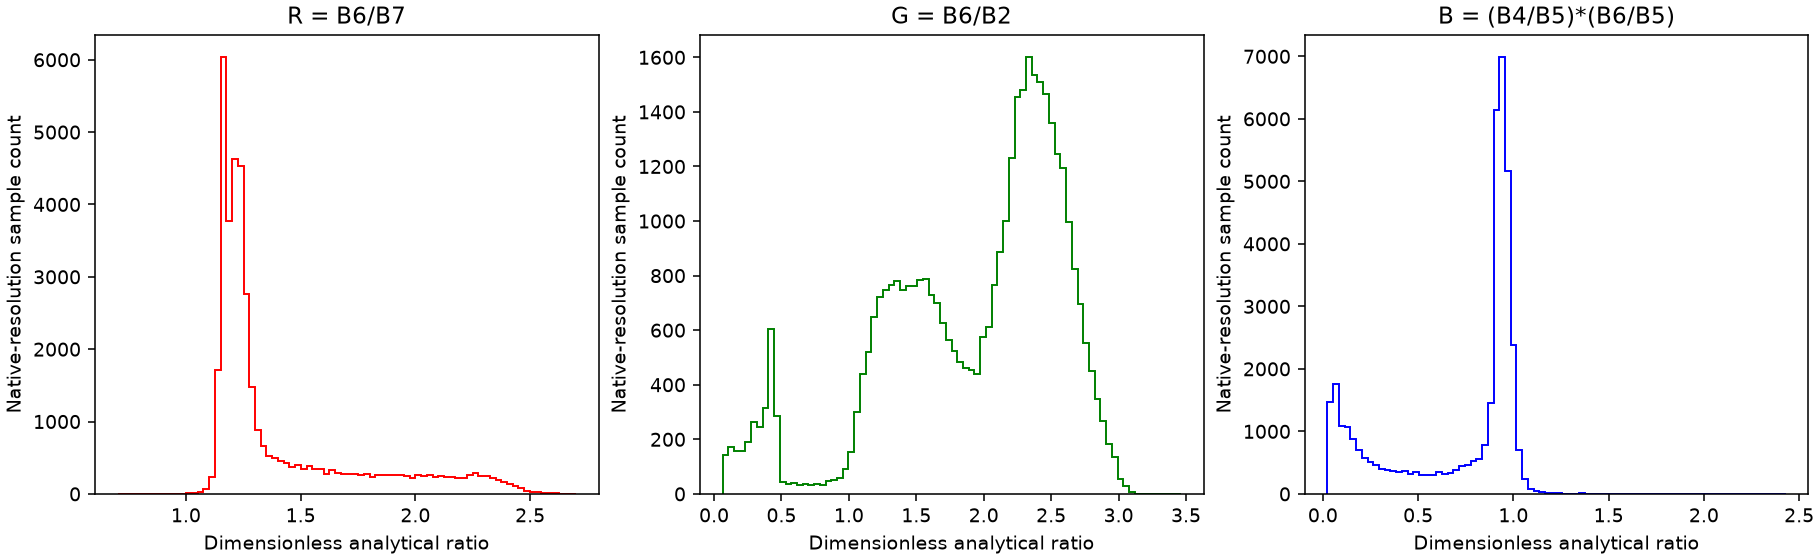 R = B6/B7
G = B6/B2
B = (B4/B5)*(B6/B5)
Native-resolution sample count
6000
5000
4000
3000
2000
1000
0
1.0 1.5 2.0 2.5
Dimensionless analytical ratio
Native-resolution sample count
1600
1400
1200
1000
800
600
400
200
0
0.0 0.5 1.0 1.5 2.0 2.5 3.0 3.5
Dimensionless analytical ratio
Native-resolution sample count
7000
6000
5000
4000
3000
2000
1000
0
0.0 0.5 1.0 1.5 2.0 2.5
Dimensionless analytical ratio